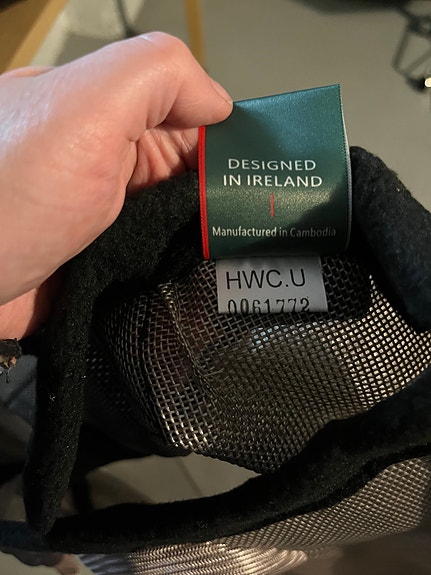 DESIGNED
IN IRELAND
Manufactured in Cambodia
HWC.U
0061772